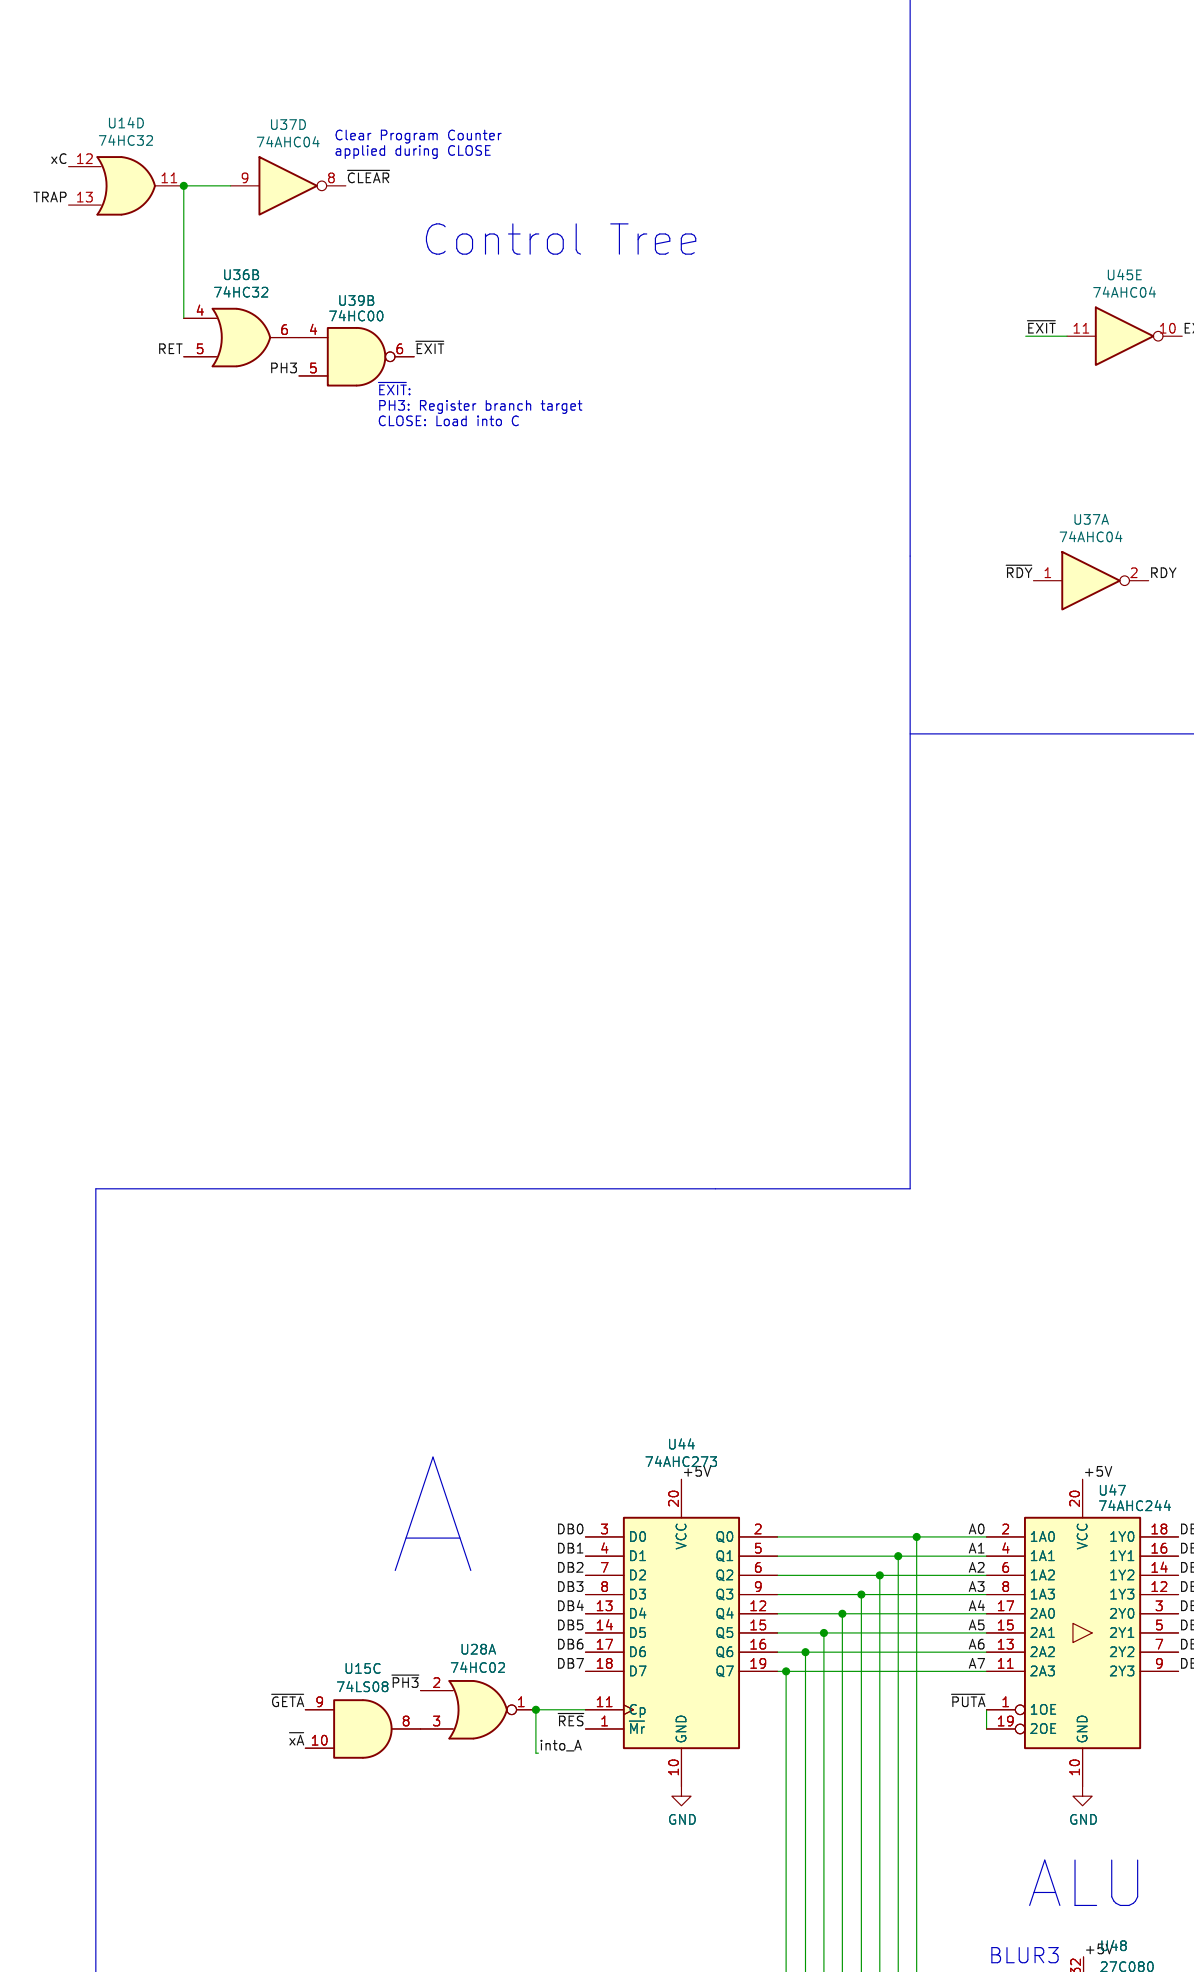 U14D
74HC32
xC 12
TRAP 13
11
U37D
74AHC04
9
8 CLEAR
Clear Program Counter
applied during CLOSE
Control Tree
U36B
74HC32
4
RET 5
6
U39B
74HC00
4
PH3 5
6 EXIT
EXIT:
PH3: Register branch target
CLOSE: Load into C
U45E
74AHC04
EXIT 11
10
U37A
74AHC04
RDY 1
2 RDY
A
U44
74AHC273
+5V
20
VCC
DB0 3 D0 Q0 2
DB1 4 D1 Q1 5
DB2 7 D2 Q2 6
DB3 8 D3 Q3 9
DB4 13 D4 Q4 12
DB5 14 D5 Q5 15
DB6 17 D6 Q6 16
DB7 18 D7 Q7 19
11 Cp
RES 1 Mr
GND
10
GND
+5V
U47
74AHC244
20
VCC
A0 2 1A0 1Y0 18
A1 4 1A1 1Y1 16
A2 6 1A2 1Y2 14
A3 8 1A3 1Y3 12
A4 17 2A0 2Y0 3
A5 15 2A1 2Y1 5
A6 13 2A2 2Y2 7
A7 11 2A3 2Y3 9
PUTA 1 1OE
19 2OE
GND
10
GND
U15C
74LS08
GETA 9
xA 10
8
U28A
74HC02
PH3 2
3
1
into_A
ALU
BLUR3
+5V
U48
27C080
32